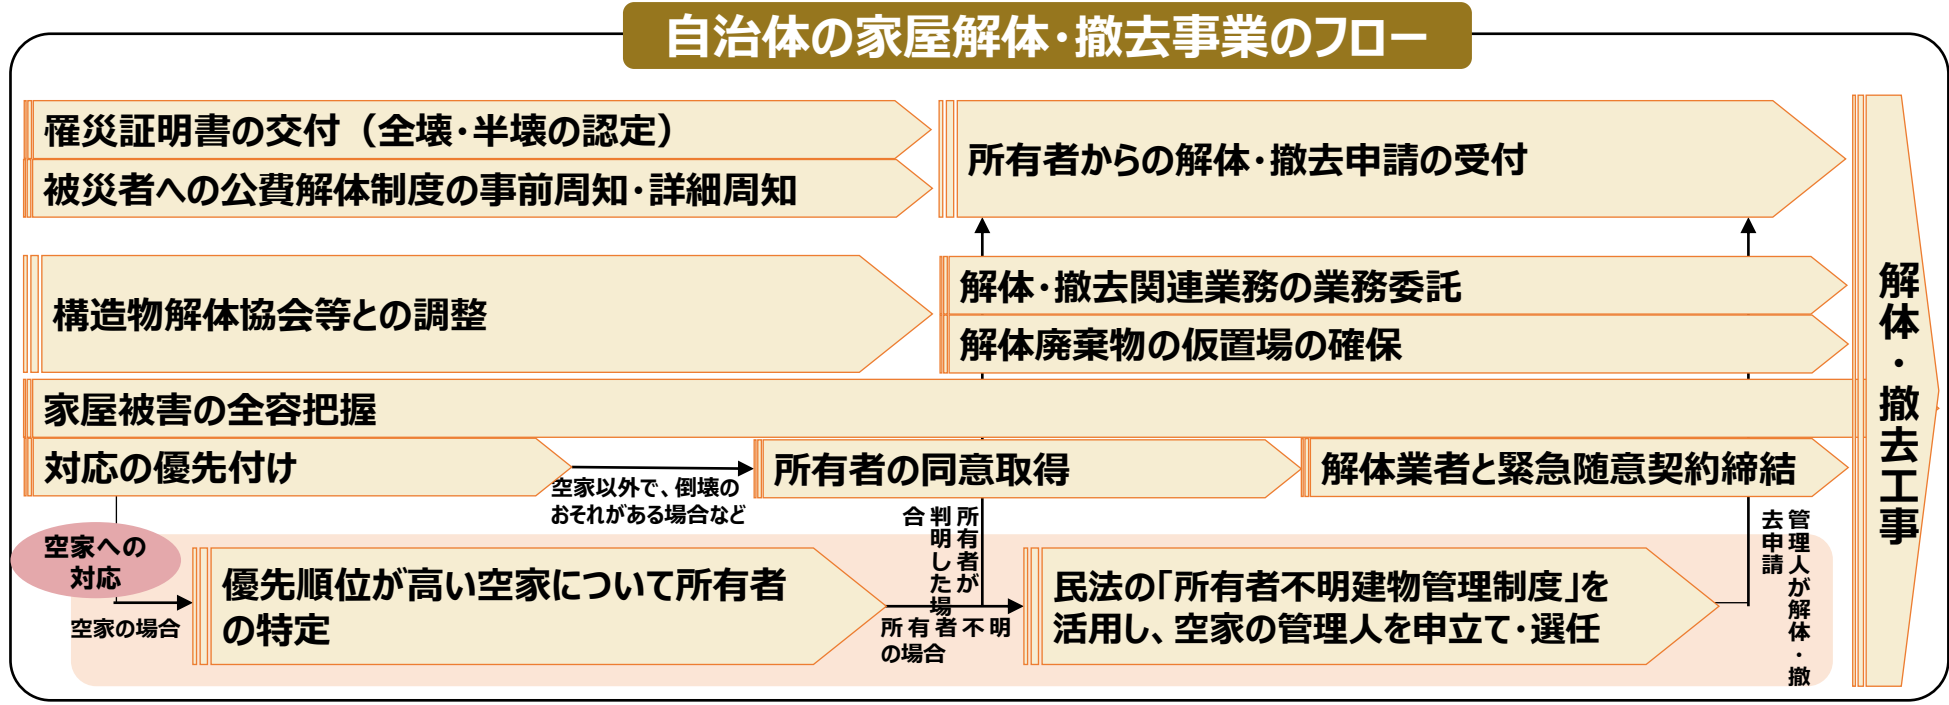 自治体の家屋解体・撤去事業のフロー
罹災証明書の交付（全壊・半壊の認定）
被災者への公費解体制度の事前周知・詳細周知
所有者からの解体・撤去申請の受付
構造物解体協会等との調整
解体・撤去関連業務の業務委託
解体廃棄物の仮置場の確保
家屋被害の全容把握
対応の優先付け
空家以外で、倒壊の
おそれがある場合など
所有者の同意取得
解体業者と緊急随意契約締結
空家への
対応
空家の場合
優先順位が高い空家について所有者
の特定
所有者が
判明した場
合
所有者不明
の場合
民法の「所有者不明建物管理制度」を
活用し、空家の管理人を申立て・選任
管理人が解体・撤
去申請
解体・撤去工事